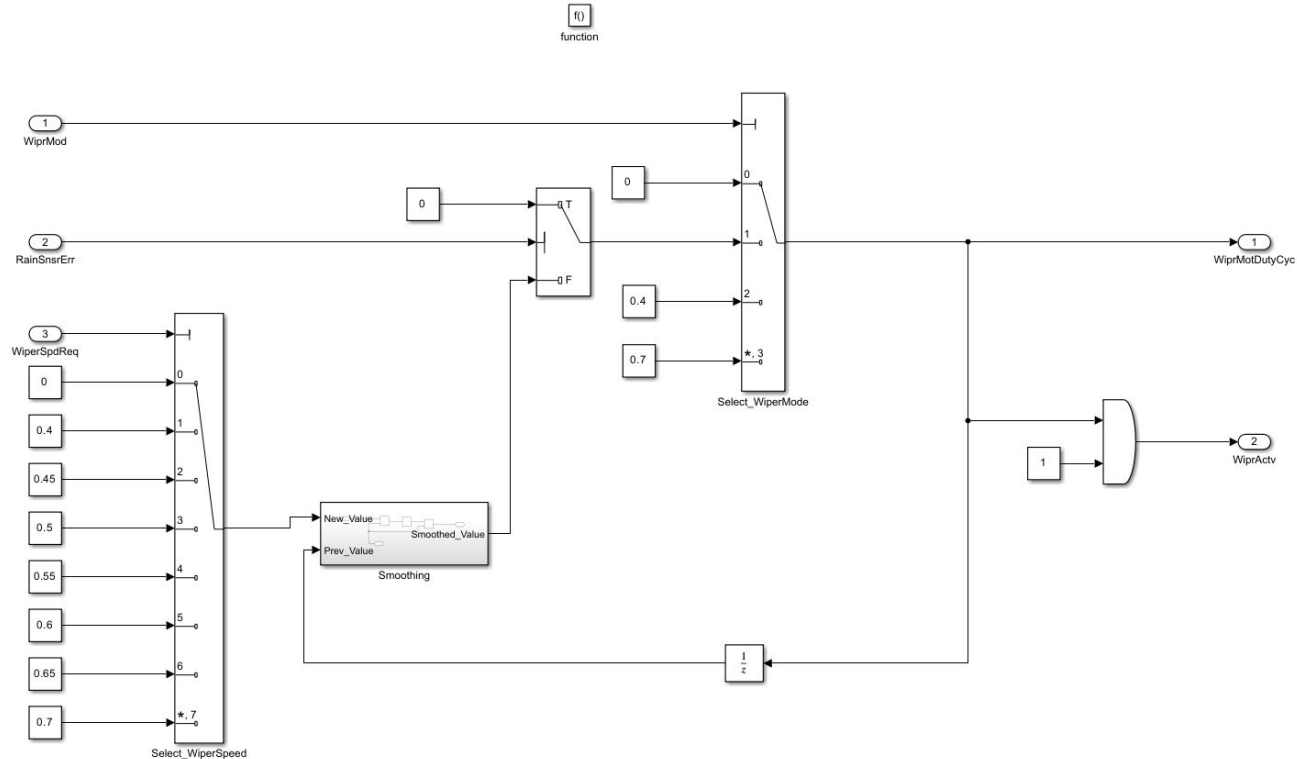 f()
function
1
WiprMod
0
0
0
T
2
RainSnsrErr
1
1
WiprMotDutyCyc
F
0.4
2
3
WiperSpdReq
0.7
*, 3
0
0
Select_WiperMode
0.4
1
2
WiprActv
1
0.45
2
0.5
3
New_Value
Smoothed_Value
Prev_Value
Smoothing
0.55
4
0.6
5
1
z
0.65
6
0.7
*, 7
Select_WiperSpeed